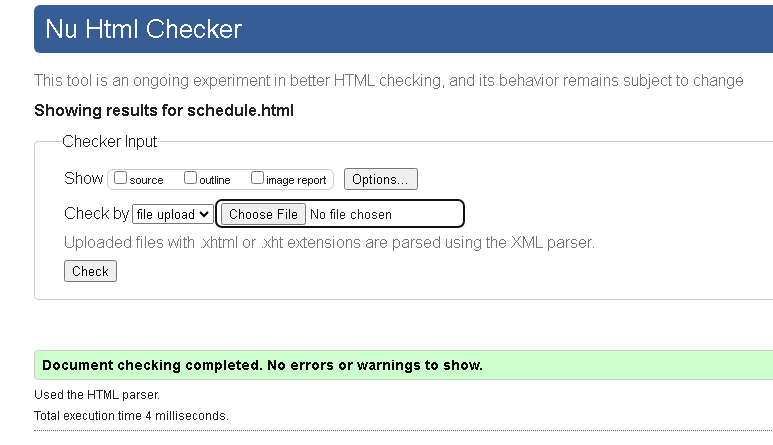 Nu Html Checker
This tool is an ongoing experiment in better HTML checking, and its behavior remains subject to change
Showing results for schedule.html
Checker Input
Show source outline image report Options...
Check by file upload Choose File No file chosen
Uploaded files with .xhtml or .xht extensions are parsed using the XML parser.
Check
Document checking completed. No errors or warnings to show.
Used the HTML parser.
Total execution time 4 milliseconds.